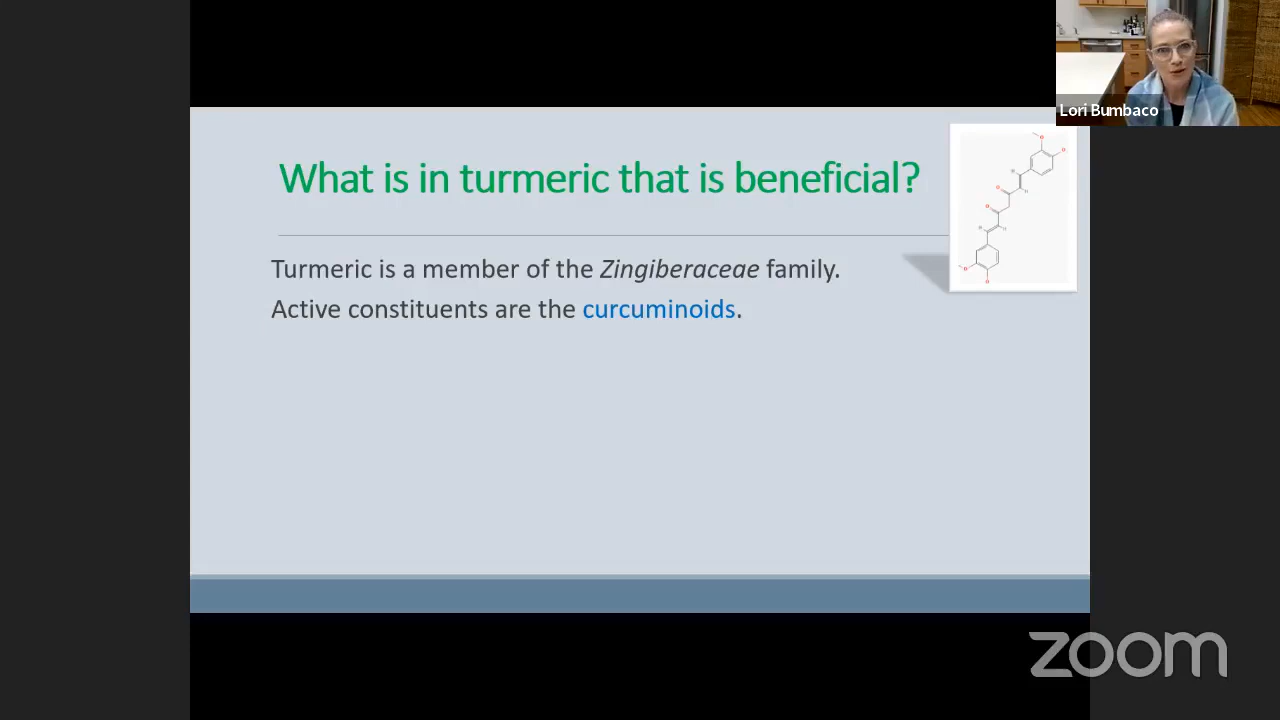 Lori Bumbaco
What is in turmeric that is beneficial?
Turmeric is a member of the Zingiberaceae family.
Active constituents are the curcuminoids.
zoom